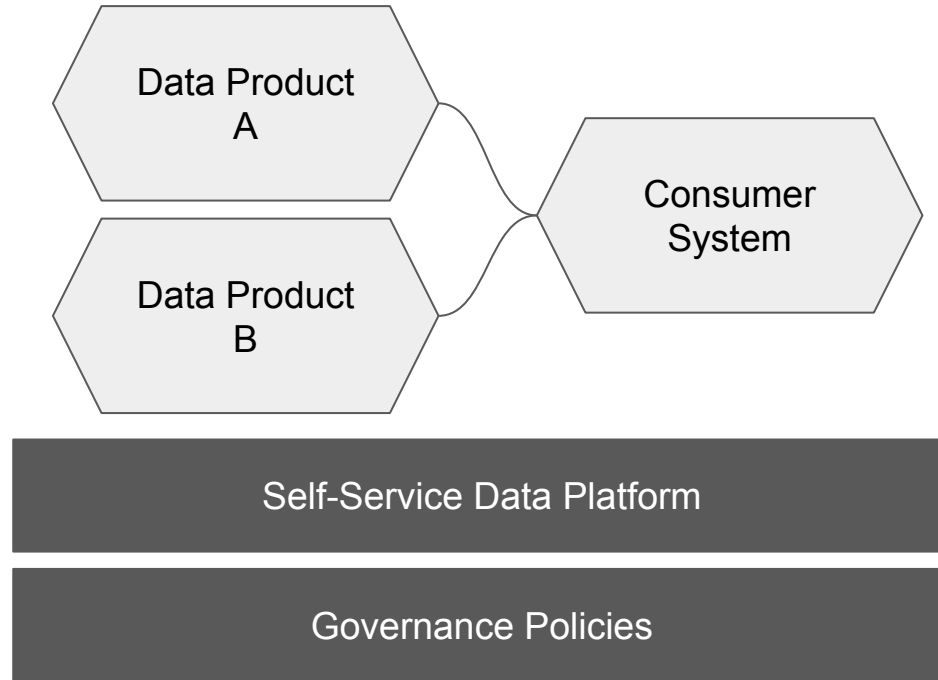 Data Product
A
Consumer
System
Data Product
B
Self-Service Data Platform
Governance Policies